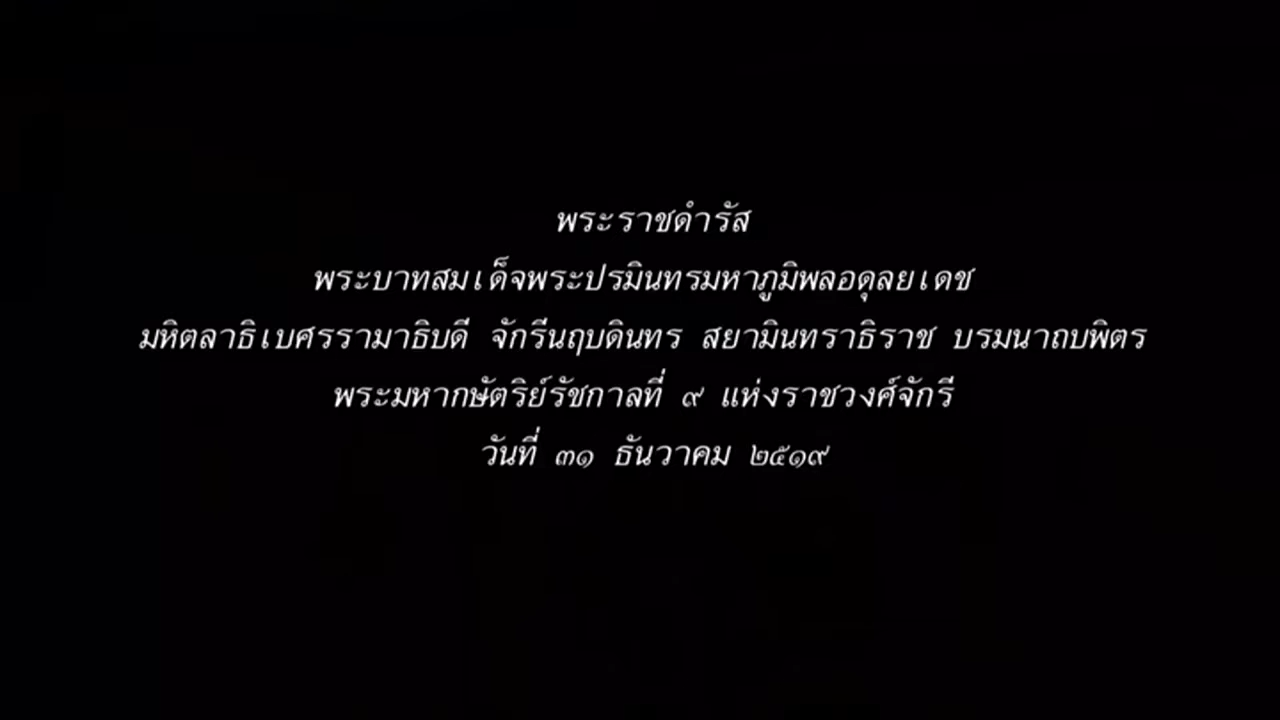 พระราชดำรัส
พระบาทสมเด็จพระปรมินทรมหาภูมิพลอดุลยเดช
มหิตลาธิเบศรรามาธิบดี จักรีนฤบดินทร สยามินทราธิราช บรมนาถบพิตร
พระมหากษัตริย์รัชกาลที่ ๙ แห่งราชวงศ์จักรี
วันที่ ๓๑ ธันวาคม ๒๕๑๙